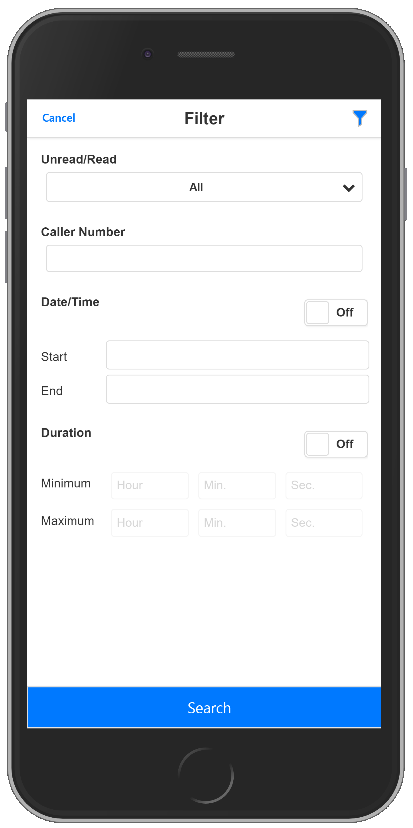 Cancel Filter
Unread/Read
All
Caller Number
Date/Time
Off
Start
End
Duration
Off
Minimum Hour Min. Sec.
Maximum Hour Min. Sec.
Search